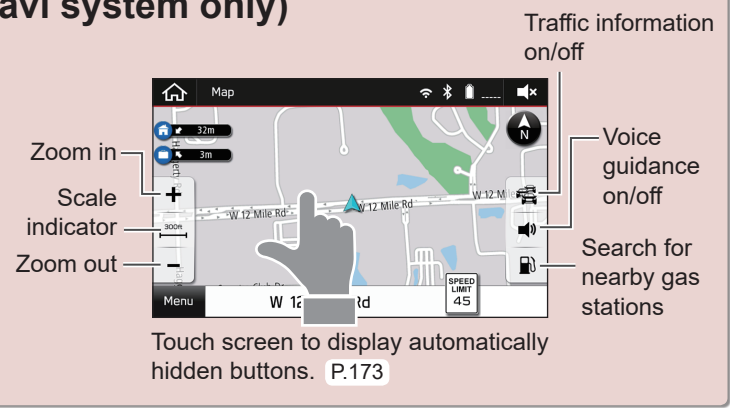 avi system only)
Traffic information
on/off
Map
32m
3m
N
Zoom in
Voice
guidance
on/off
Scale
indicator
300ft
W 12 Mile Rd
W 12 Mile Rd
W 12 Mile
Zoom out
Search for
nearby gas
stations
Menu
W 12
Rd
SPEED
LIMIT
45
Touch screen to display automatically
hidden buttons. P.173